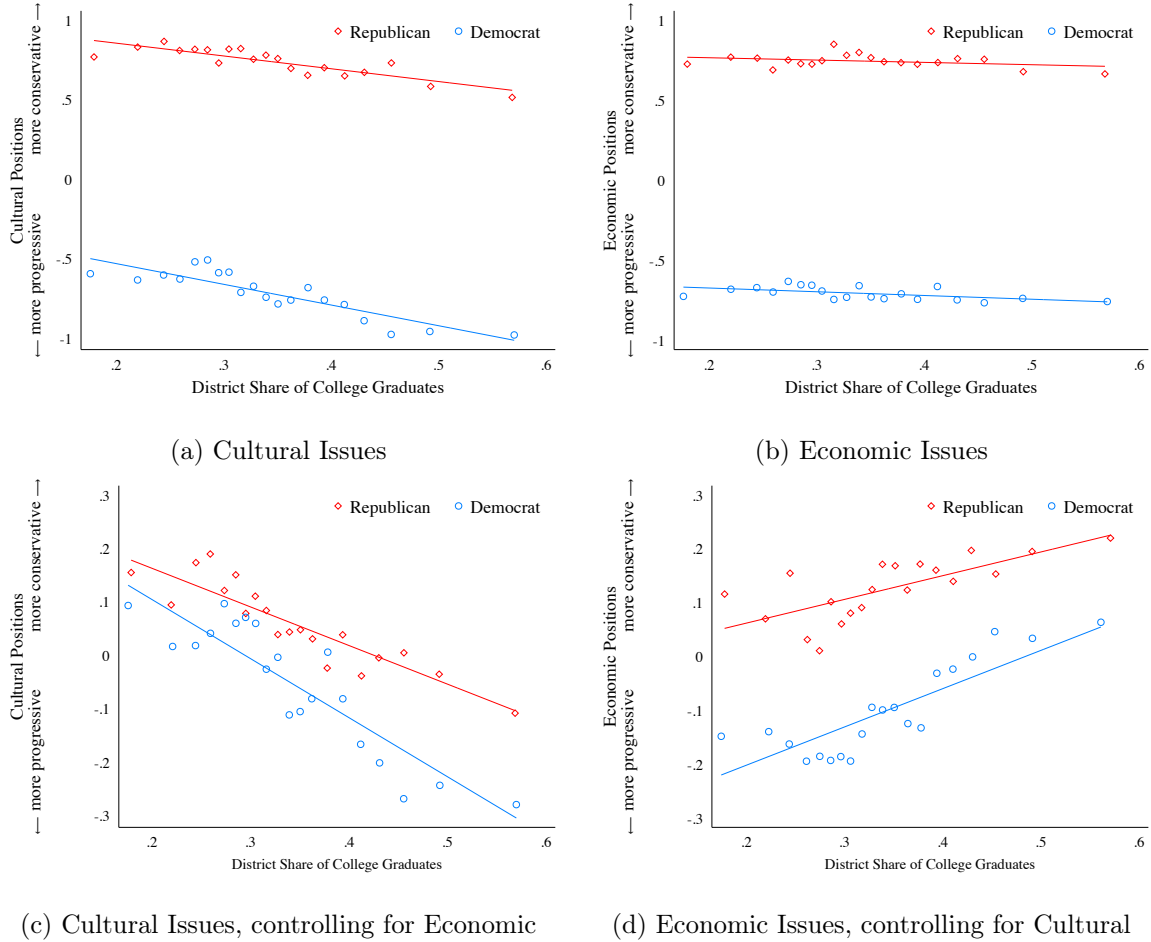 1
.5
0
-.5
-1
Cultural Positions
← more progressive more conservative →
Republican Democrat
.2 .3 .4 .5 .6
District Share of College Graduates
(a) Cultural Issues
1
.5
0
-.5
-1
Economic Positions
← more progressive more conservative →
Republican Democrat
.2 .3 .4 .5 .6
District Share of College Graduates
(b) Economic Issues
.3
.2
.1
0
-.1
-.2
-.3
Cultural Positions
← more progressive more conservative →
Republican Democrat
.2 .3 .4 .5 .6
District Share of College Graduates
(c) Cultural Issues, controlling for Economic
.3
.2
.1
0
-.1
-.2
-.3
Economic Positions
← more progressive more conservative →
Republican Democrat
.2 .3 .4 .5 .6
District Share of College Graduates
(d) Economic Issues, controlling for Cultural